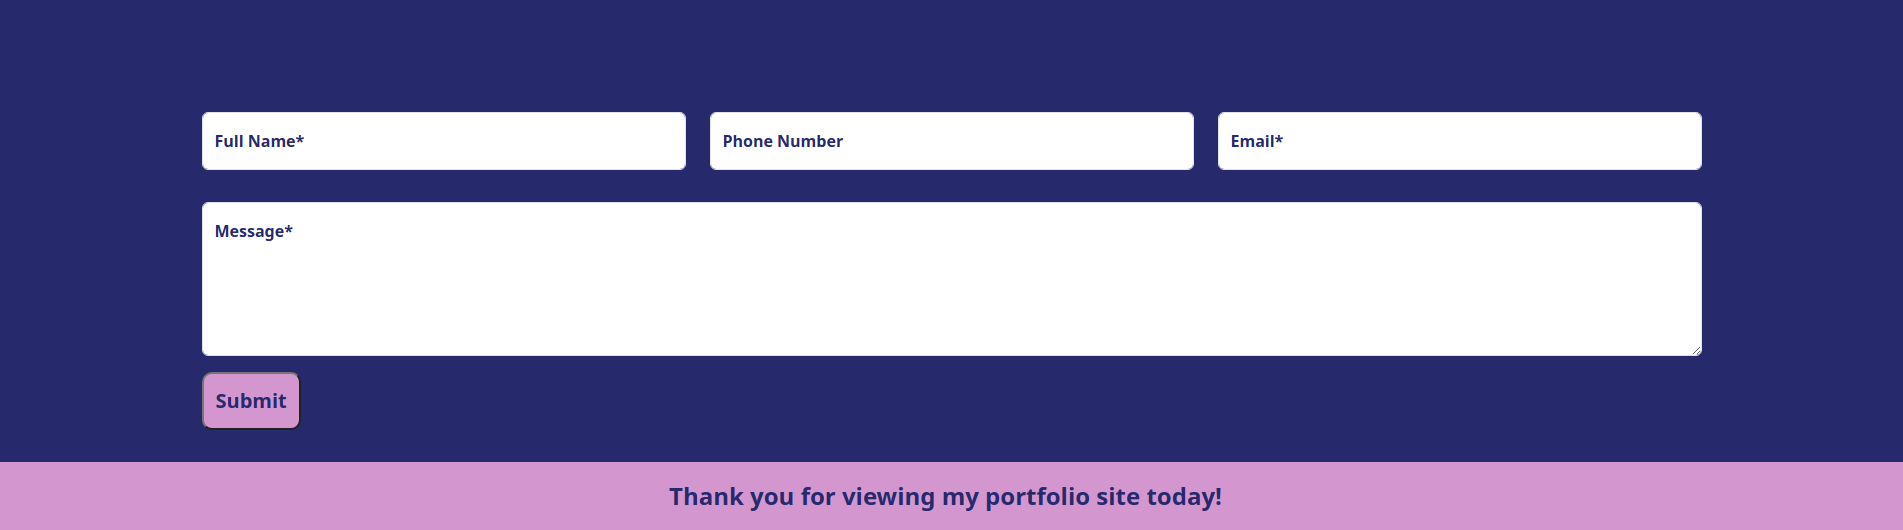 Full Name*
Phone Number
Email*
Message*
Submit
Thank you for viewing my portfolio site today!